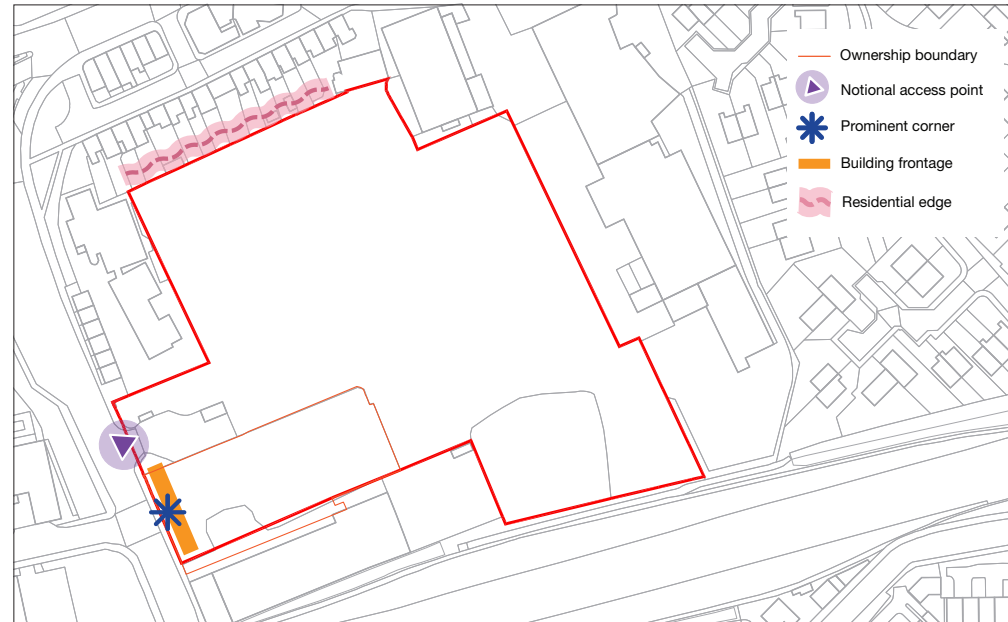 Ownership boundary
Notional access point
Prominent corner
Building frontage
Residential edge